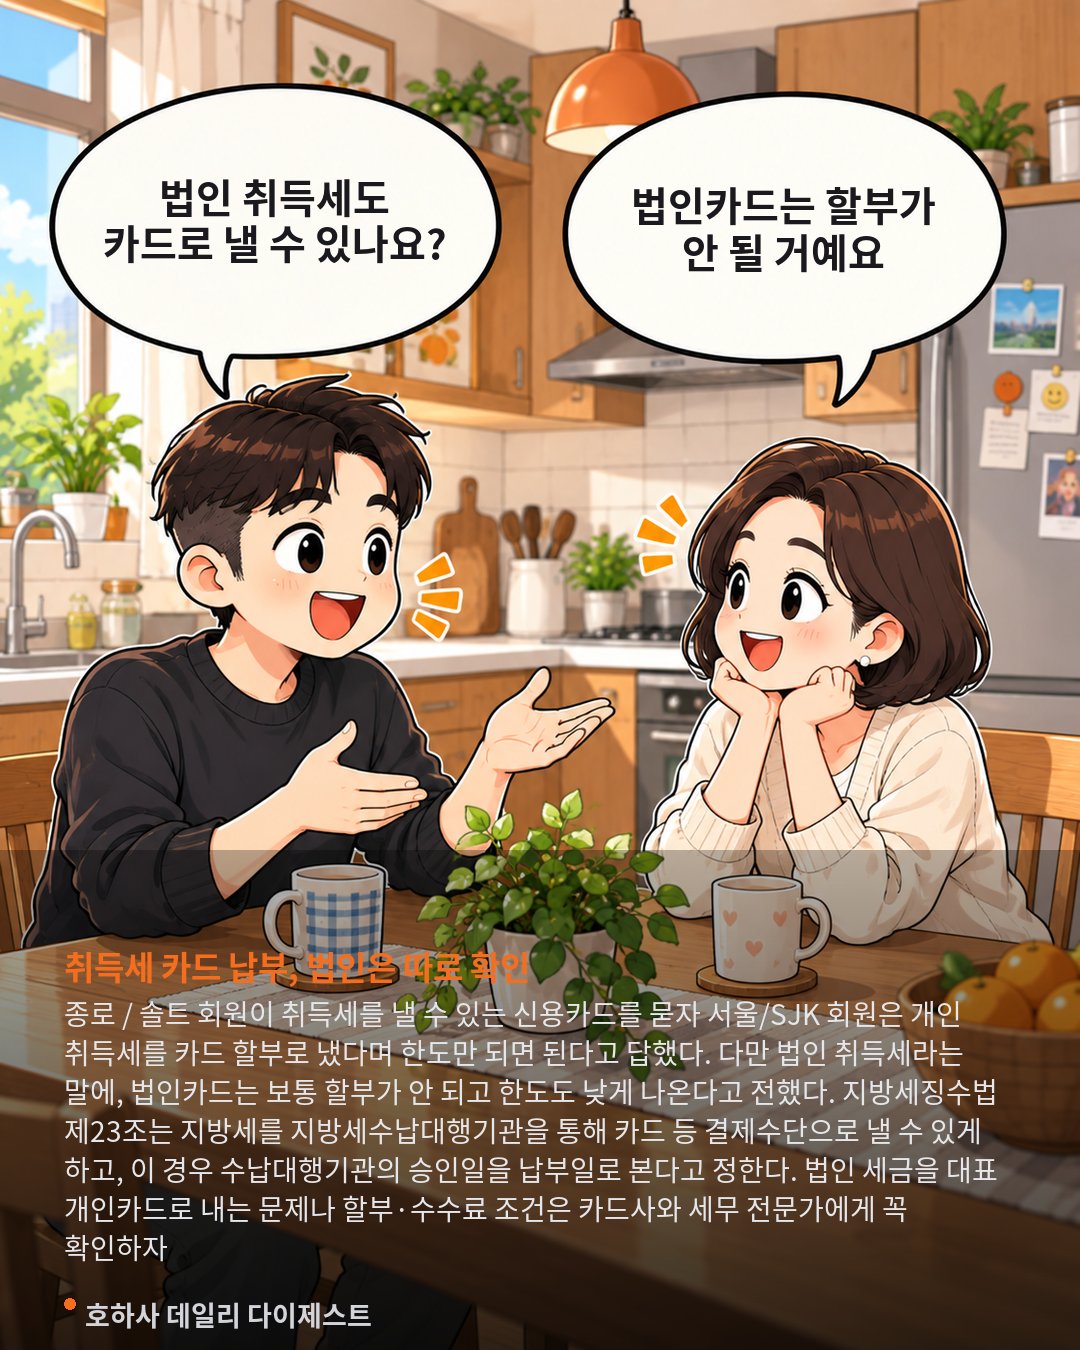 법인 취득세도
카드로 낼 수 있나요?
법인카드는 할부가
안 될 거예요
취득세 카드 납부, 법인은 따로 확인
종로 / 솔트 회원이 취득세를 낼 수 있는 신용카드를 묻자 서울/SJK 회원은 개인
취득세를 카드 할부로 냈다며 한도만 되면 된다고 답했다. 다만 법인 취득세라는
말에, 법인카드는 보통 할부가 안 되고 한도도 낮게 나온다고 전했다. 지방세징수법
제23조는 지방세를 지방세수납대행기관을 통해 카드 등 결제수단으로 낼 수 있게
하고, 이 경우 수납대행기관의 승인일을 납부일로 본다고 정한다. 법인 세금을 대표
개인카드로 내는 문제나 할부·수수료 조건은 카드사와 세무 전문가에게 꼭
확인하자
호하사 데일리 다이제스트